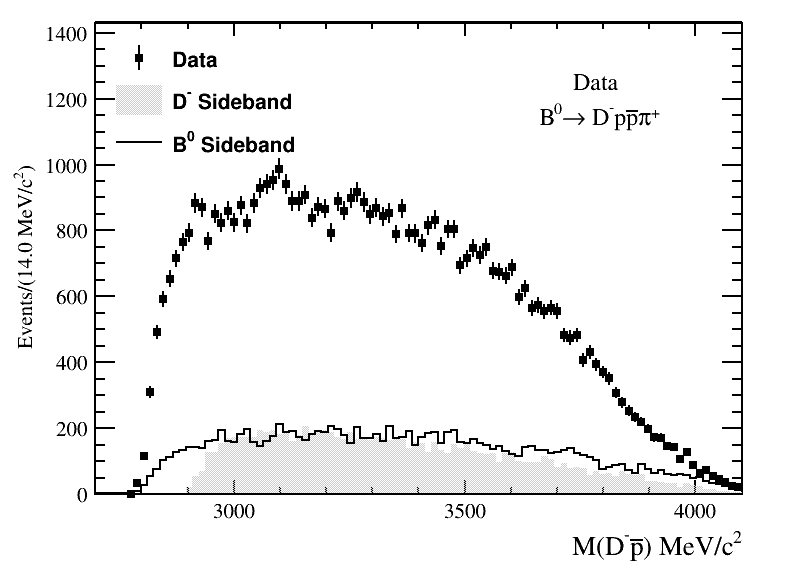 1400
1200
1000
800
600
400
200
0
Events/(14.0 MeV/c²)
Data
D⁻ Sideband
B⁰ Sideband
Data
B⁰→ D⁻pp̅π⁺
3000 3500 4000
M(D⁻p̅) MeV/c²